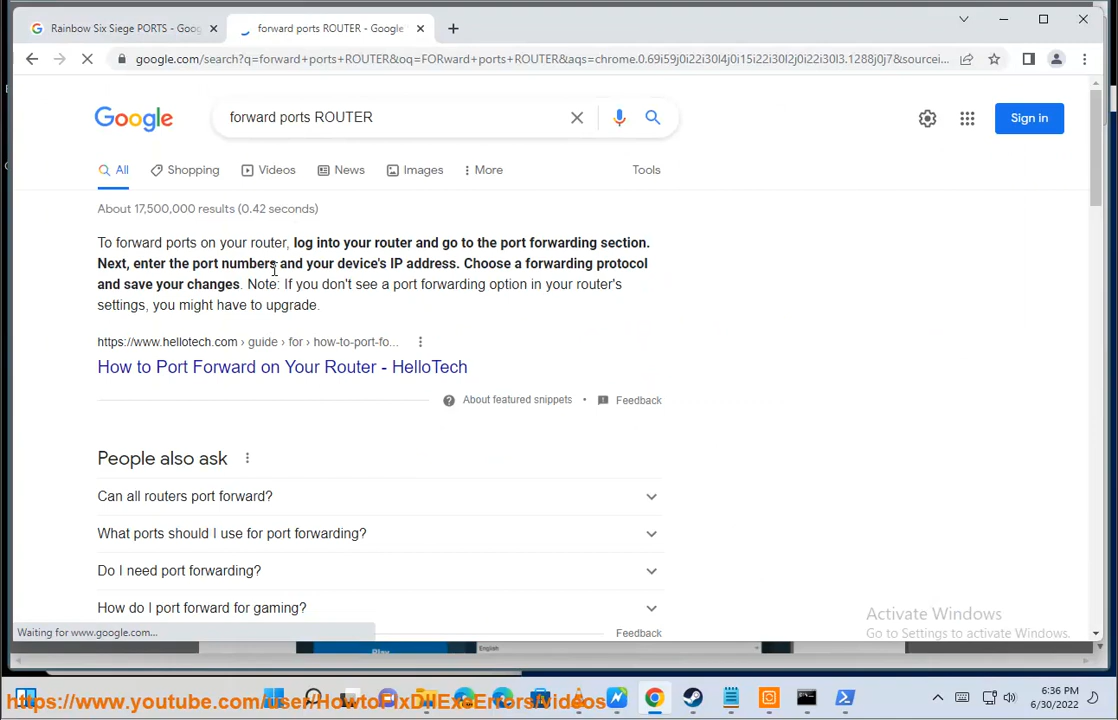 Rainbow Six Siege PORTS - Goog
forward ports ROUTER - Google
google.com/search?q=forward+ports+ROUTER&oq=FORward+ports+ROUTER&aqs=chrome.0.69i59j0i22i30l4j0i15i22i30l2j0i22i30l3.1288j0j7&sourcei...
Google
forward ports ROUTER
Sign in
All
Shopping
Videos
News
Images
More
Tools
About 17,500,000 results (0.42 seconds)
To forward ports on your router, log into your router and go to the port forwarding section.
Next, enter the port numbers and your device's IP address. Choose a forwarding protocol
and save your changes. Note: If you don't see a port forwarding option in your router's
settings, you might have to upgrade.
https://www.hellotech.com › guide › for › how-to-port-fo...
How to Port Forward on Your Router - HelloTech
About featured snippets • Feedback
People also ask
Can all routers port forward?
What ports should I use for port forwarding?
Do I need port forwarding?
How do I port forward for gaming?
Feedback
Activate Windows
Go to Settings to activate Windows.
Waiting for www.google.com...
Play
English
https://www.youtube.com/user/HowtoFixDllExeErrors/videos
6:36 PM
6/30/2022